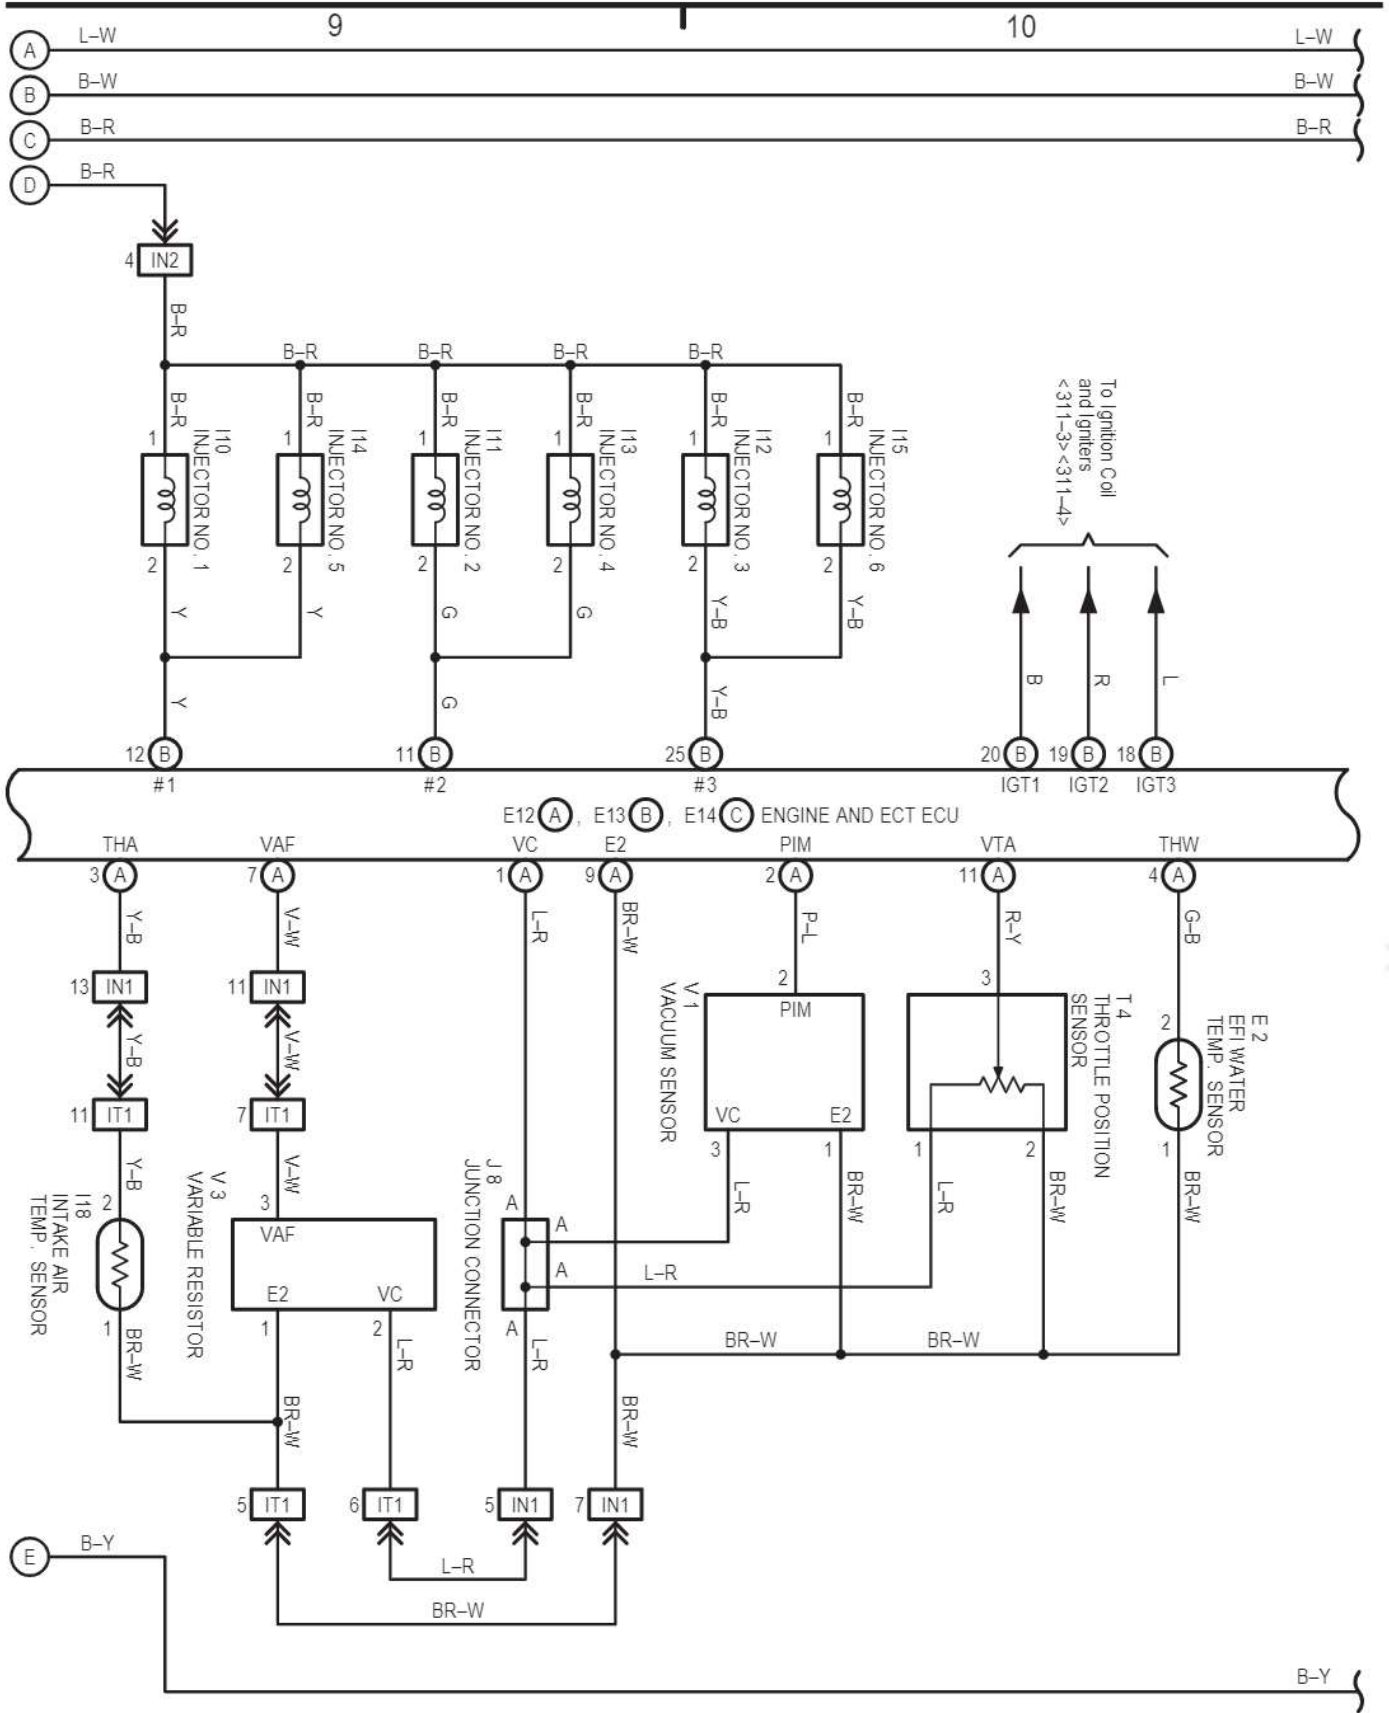 9
10
A
L–W
L–W
B
B–W
B–W
C
B–R
B–R
D
B–R
4
IN2
B–R
B–R
B–R
B–R
B–R
B–R
B–R
B–R
B–R
B–R
B–R
1
I10
INJECTOR NO. 1
2
1
I14
INJECTOR NO. 5
2
1
I11
INJECTOR NO. 2
2
1
I13
INJECTOR NO. 4
2
1
I12
INJECTOR NO. 3
2
1
I15
INJECTOR NO. 6
2
To Ignition Coil
and Igniters
<311–3><311–4>
Y
Y
G
G
Y–B
Y–B
Y
G
Y–B
B
R
L
12
B
11
B
25
B
20
B
19
B
18
B
#1
#2
#3
IGT1
IGT2
IGT3
E12 A , E13 B , E14 C ENGINE AND ECT ECU
THA
VAF
VC
E2
PIM
VTA
THW
3
A
7
A
1
A
9
A
2
A
11
A
4
A
Y–B
V–W
L–R
BR–W
P–L
R–Y
G–B
13
IN1
11
IN1
Y–B
V–W
11
IT1
7
IT1
Y–B
V–W
2
PIM
VC
E2
3
1
V 1
VACUUM SENSOR
3
1
2
T 4
THROTTLE POSITION
SENSOR
2
1
E 2
EFI WATER
TEMP. SENSOR
L–R
BR–W
L–R
BR–W
BR–W
2
1
I18
INTAKE AIR
TEMP. SENSOR
3
VAF
E2
VC
1
2
V 3
VARIABLE RESISTOR
J 8
JUNCTION CONNECTOR
A
A
A
A
L–R
BR–W
L–R
L–R
BR–W
BR–W
BR–W
BR–W
5
IT1
6
IT1
5
IN1
7
IN1
E
B–Y
L–R
BR–W
B–Y